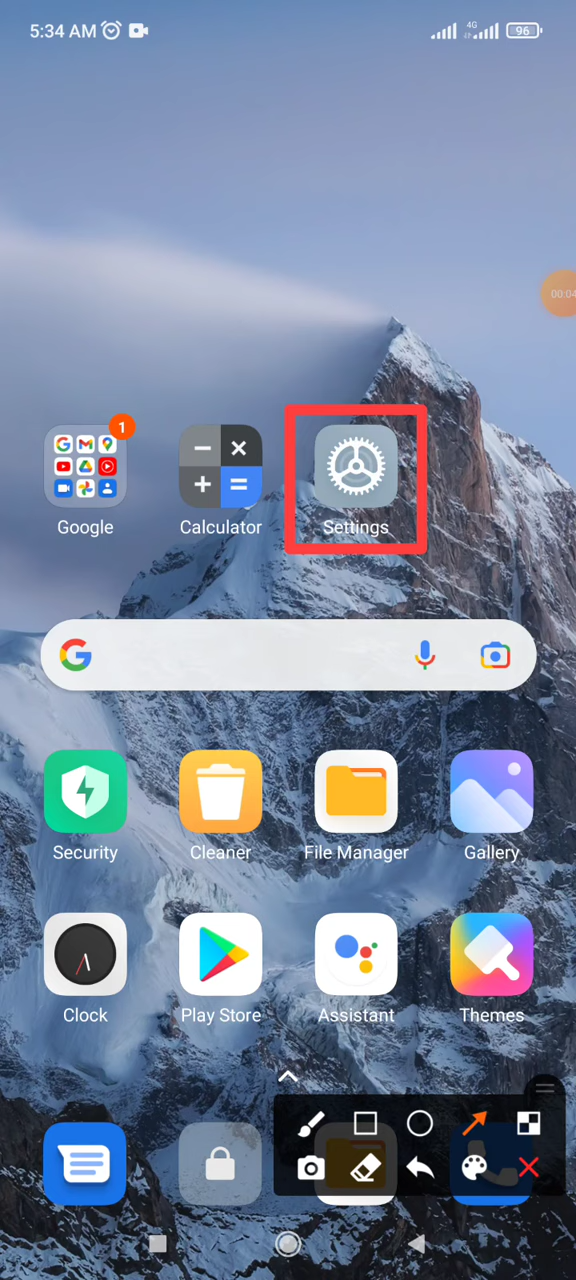 5:34 AM 4G 96
00:04
1
Google Calculator Settings
Security Cleaner File Manager Gallery
Clock Play Store Assistant Themes